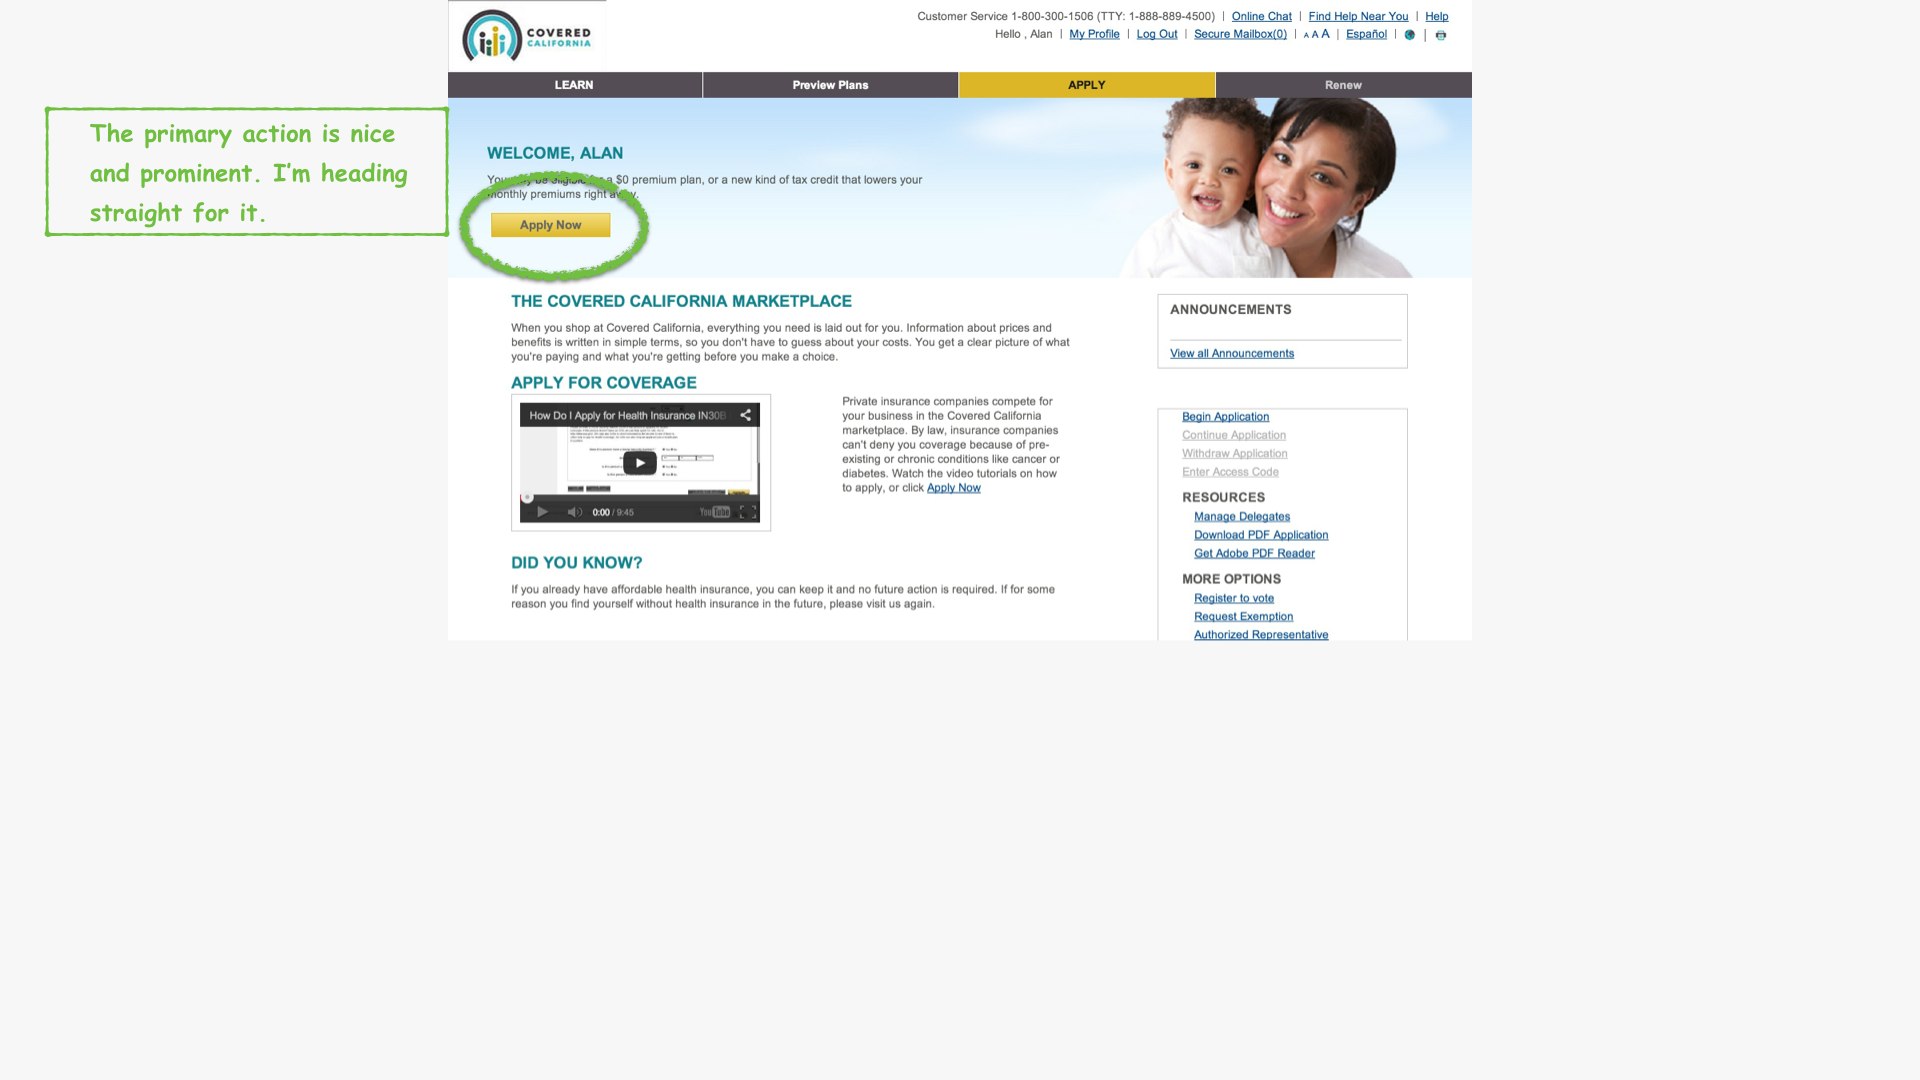 COVERED
CALIFORNIA
Customer Service 1-800-300-1506 (TTY: 1-888-889-4500) | Online Chat | Find Help Near You | Help
Hello , Alan | My Profile | Log Out | Secure Mailbox(0) | A A A | Español
LEARN
Preview Plans
APPLY
Renew
The primary action is nice
and prominent. I’m heading
straight for it.
WELCOME, ALAN
You may be eligible for a $0 premium plan, or a new kind of tax credit that lowers your
monthly premiums right away.
Apply Now
THE COVERED CALIFORNIA MARKETPLACE
When you shop at Covered California, everything you need is laid out for you. Information about prices and
benefits is written in simple terms, so you don't have to guess about your costs. You get a clear picture of what
you're paying and what you're getting before you make a choice.
APPLY FOR COVERAGE
How Do I Apply for Health Insurance IN30B
0:00 / 9:45
YouTube
Private insurance companies compete for
your business in the Covered California
marketplace. By law, insurance companies
can't deny you coverage because of pre-
existing or chronic conditions like cancer or
diabetes. Watch the video tutorials on how
to apply, or click Apply Now
DID YOU KNOW?
If you already have affordable health insurance, you can keep it and no future action is required. If for some
reason you find yourself without health insurance in the future, please visit us again.
ANNOUNCEMENTS
View all Announcements
Begin Application
Continue Application
Withdraw Application
Enter Access Code
RESOURCES
Manage Delegates
Download PDF Application
Get Adobe PDF Reader
MORE OPTIONS
Register to vote
Request Exemption
Authorized Representative